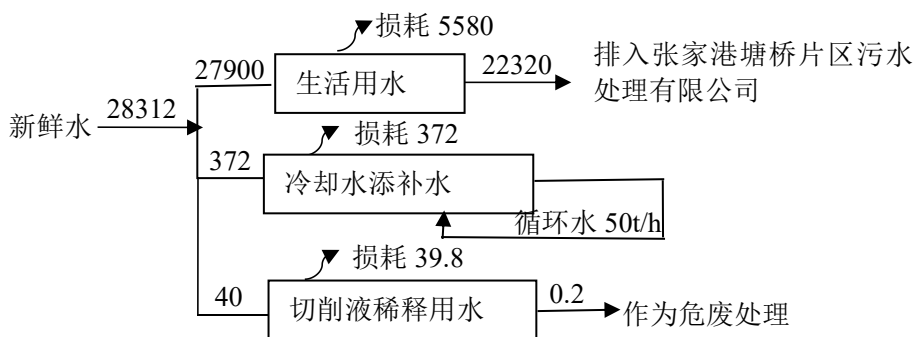 损耗 5580
27900
生活用水
22320
排入张家港塘桥片区污水
处理有限公司
新鲜水
28312
损耗 372
372
冷却水添补水
循环水 50t/h
损耗 39.8
40
切削液稀释用水
0.2
作为危废处理